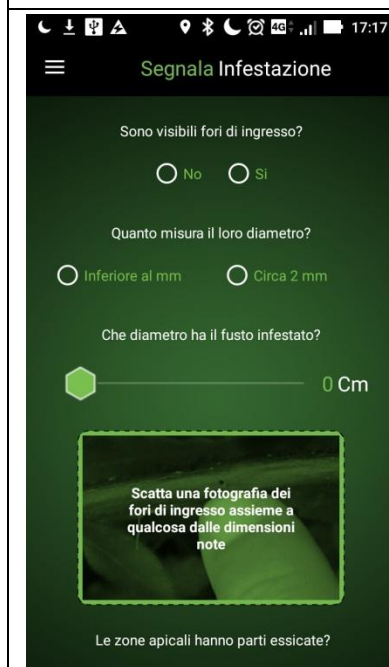 4G 17:17
Segnala Infestazione
Sono visibili fori di ingresso?
No Si
Quanto misura il loro diametro?
Inferiore al mm Circa 2 mm
Che diametro ha il fusto infestato?
0 Cm
Scatta una fotografia dei
fori di ingresso assieme a
qualcosa dalle dimensioni
note
Le zone apicali hanno parti essicate?